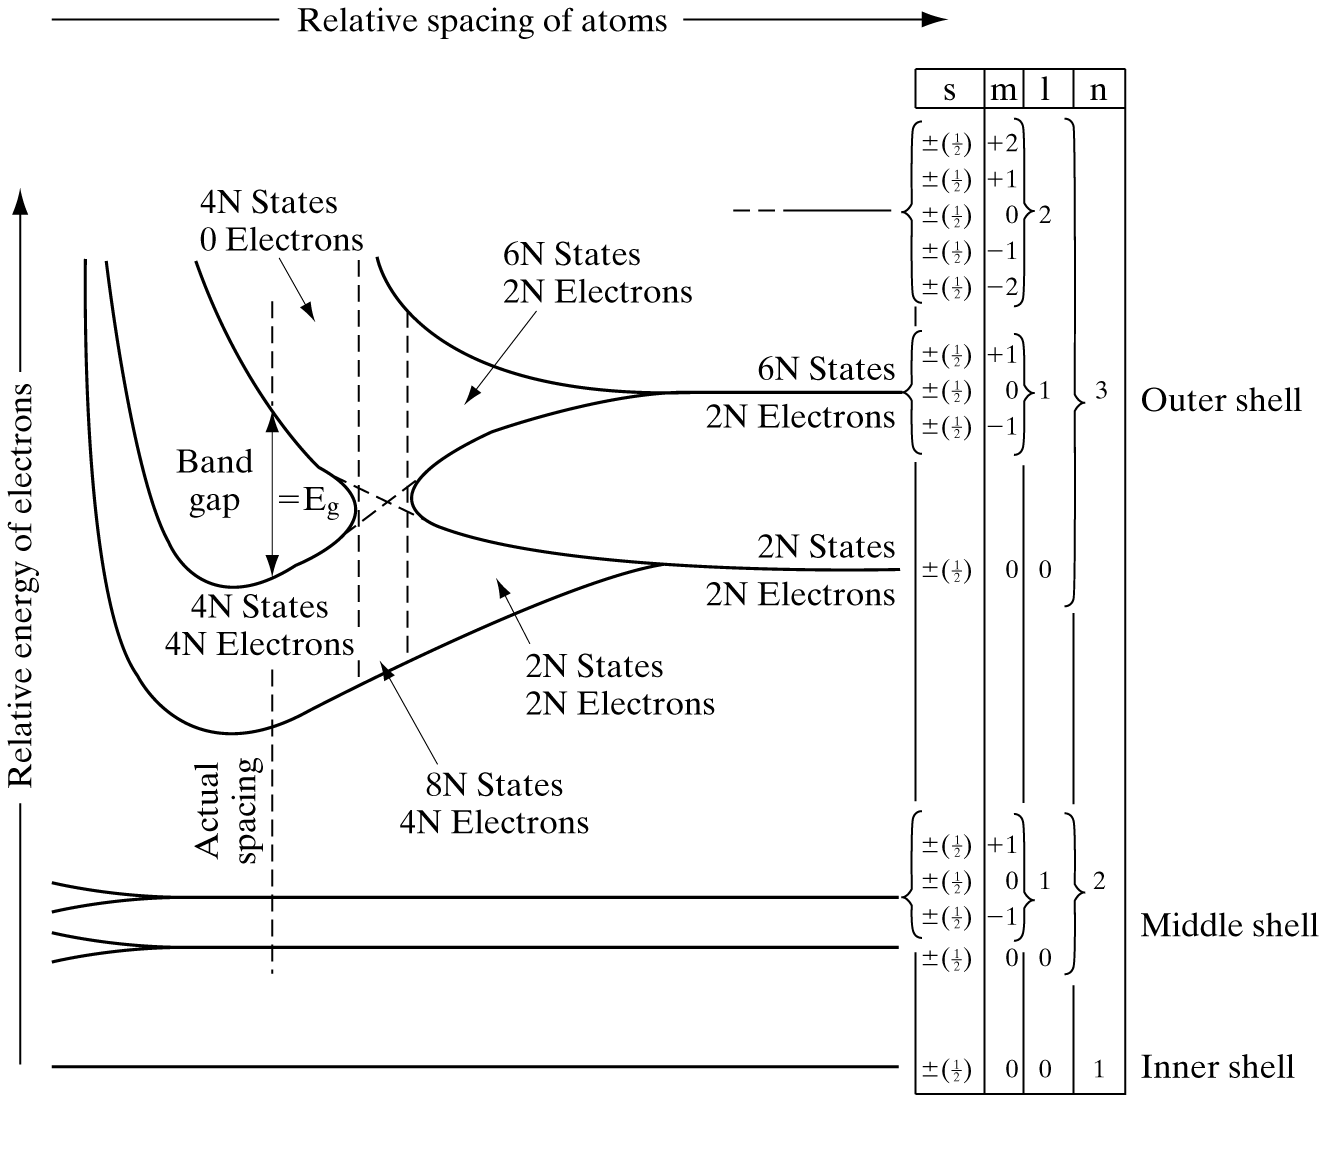 Relative spacing of atoms
s m l n
±(½) +2
±(½) +1
±(½) 0 2
±(½) −1
±(½) −2
4N States
0 Electrons
6N States
2N Electrons
6N States
2N Electrons
±(½) +1
±(½) 0 1 3
±(½) −1
Outer shell
Band
gap
=Eg
2N States
2N Electrons
±(½) 0 0
4N States
4N Electrons
2N States
2N Electrons
8N States
4N Electrons
Actual
spacing
Relative energy of electrons
±(½) +1
±(½) 0 1 2
±(½) −1
±(½) 0 0
Middle shell
±(½) 0 0 1
Inner shell